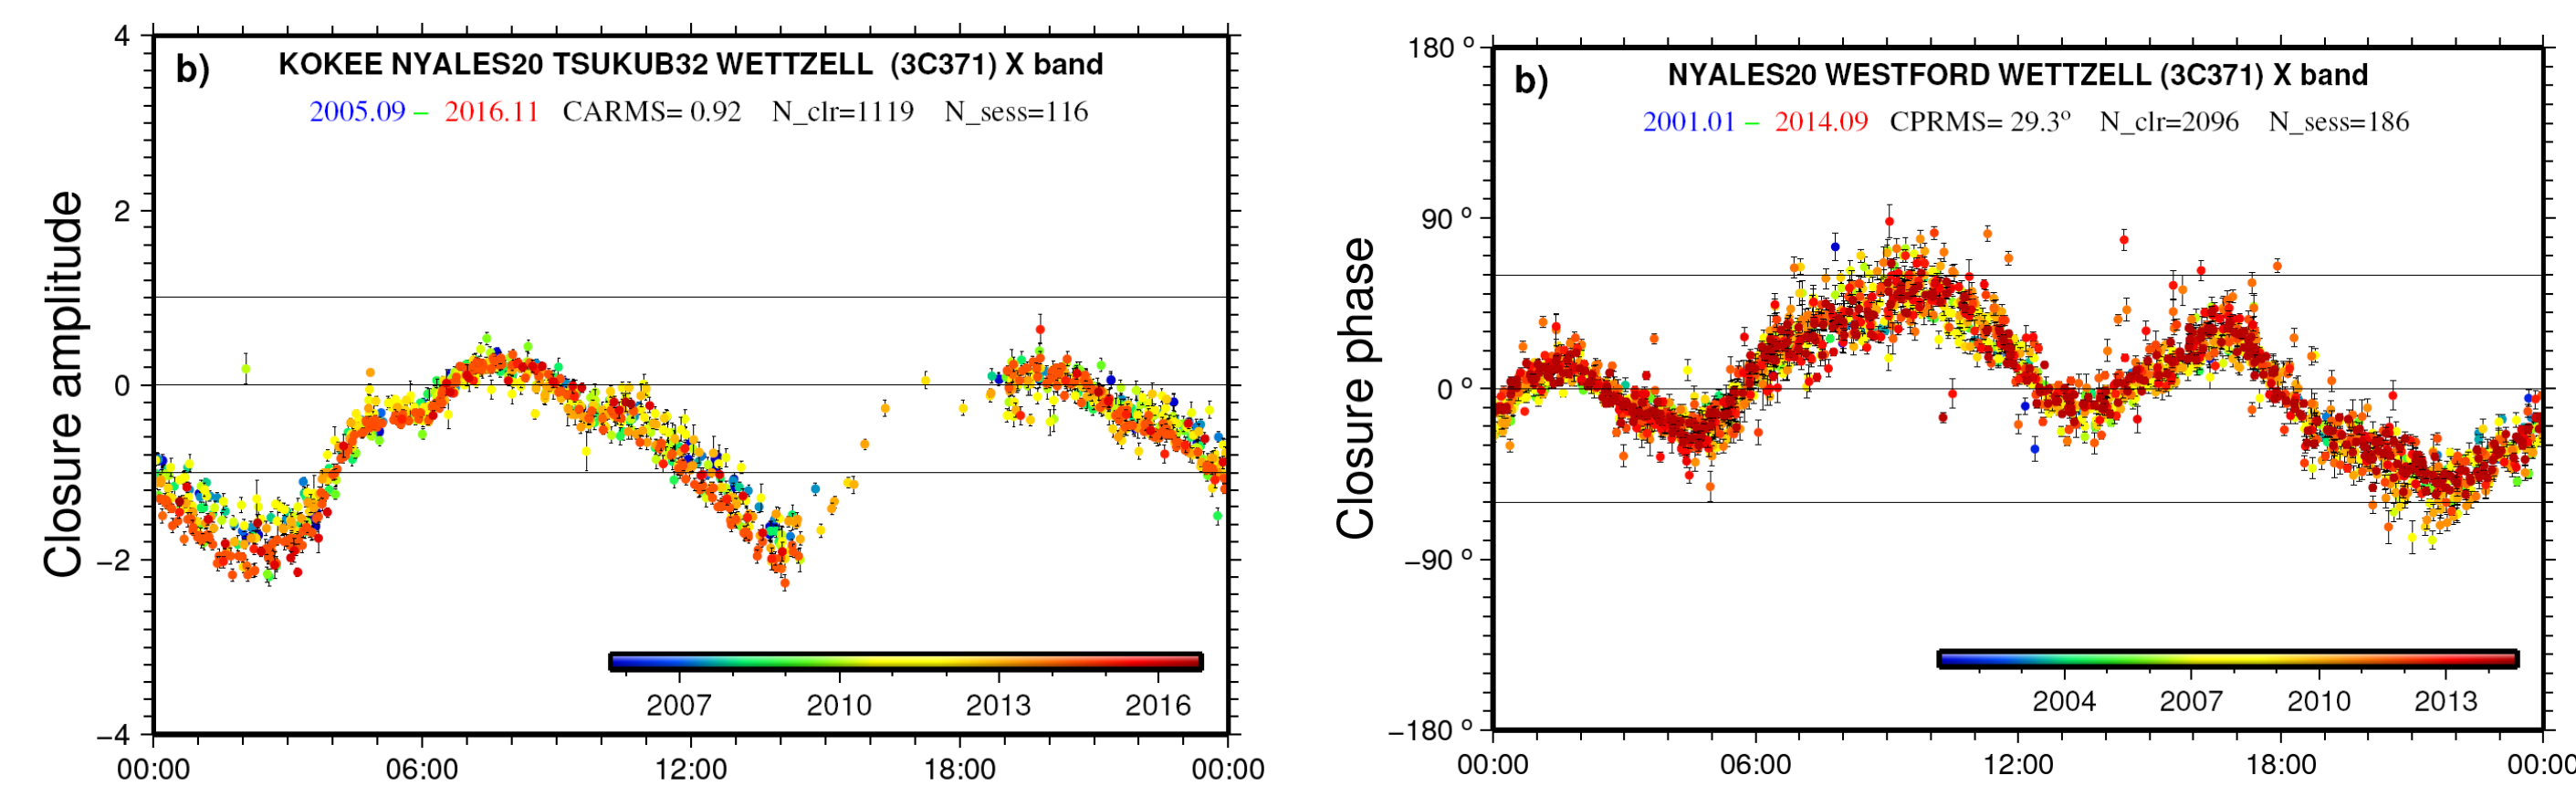 b) KOKEE NYALES20 TSUKUB32 WETTZELL (3C371) X band
2005.09 – 2016.11 CARMS= 0.92 N_clr=1119 N_sess=116
Closure amplitude
4
2
0
−2
−4
2007 2010 2013 2016
00:00 06:00 12:00 18:00 00:00
b) NYALES20 WESTFORD WETTZELL (3C371) X band
2001.01 – 2014.09 CPRMS= 29.3º N_clr=2096 N_sess=186
Closure phase
180 º
90 º
0 º
−90 º
−180 º
2004 2007 2010 2013
00:00 06:00 12:00 18:00 00:00